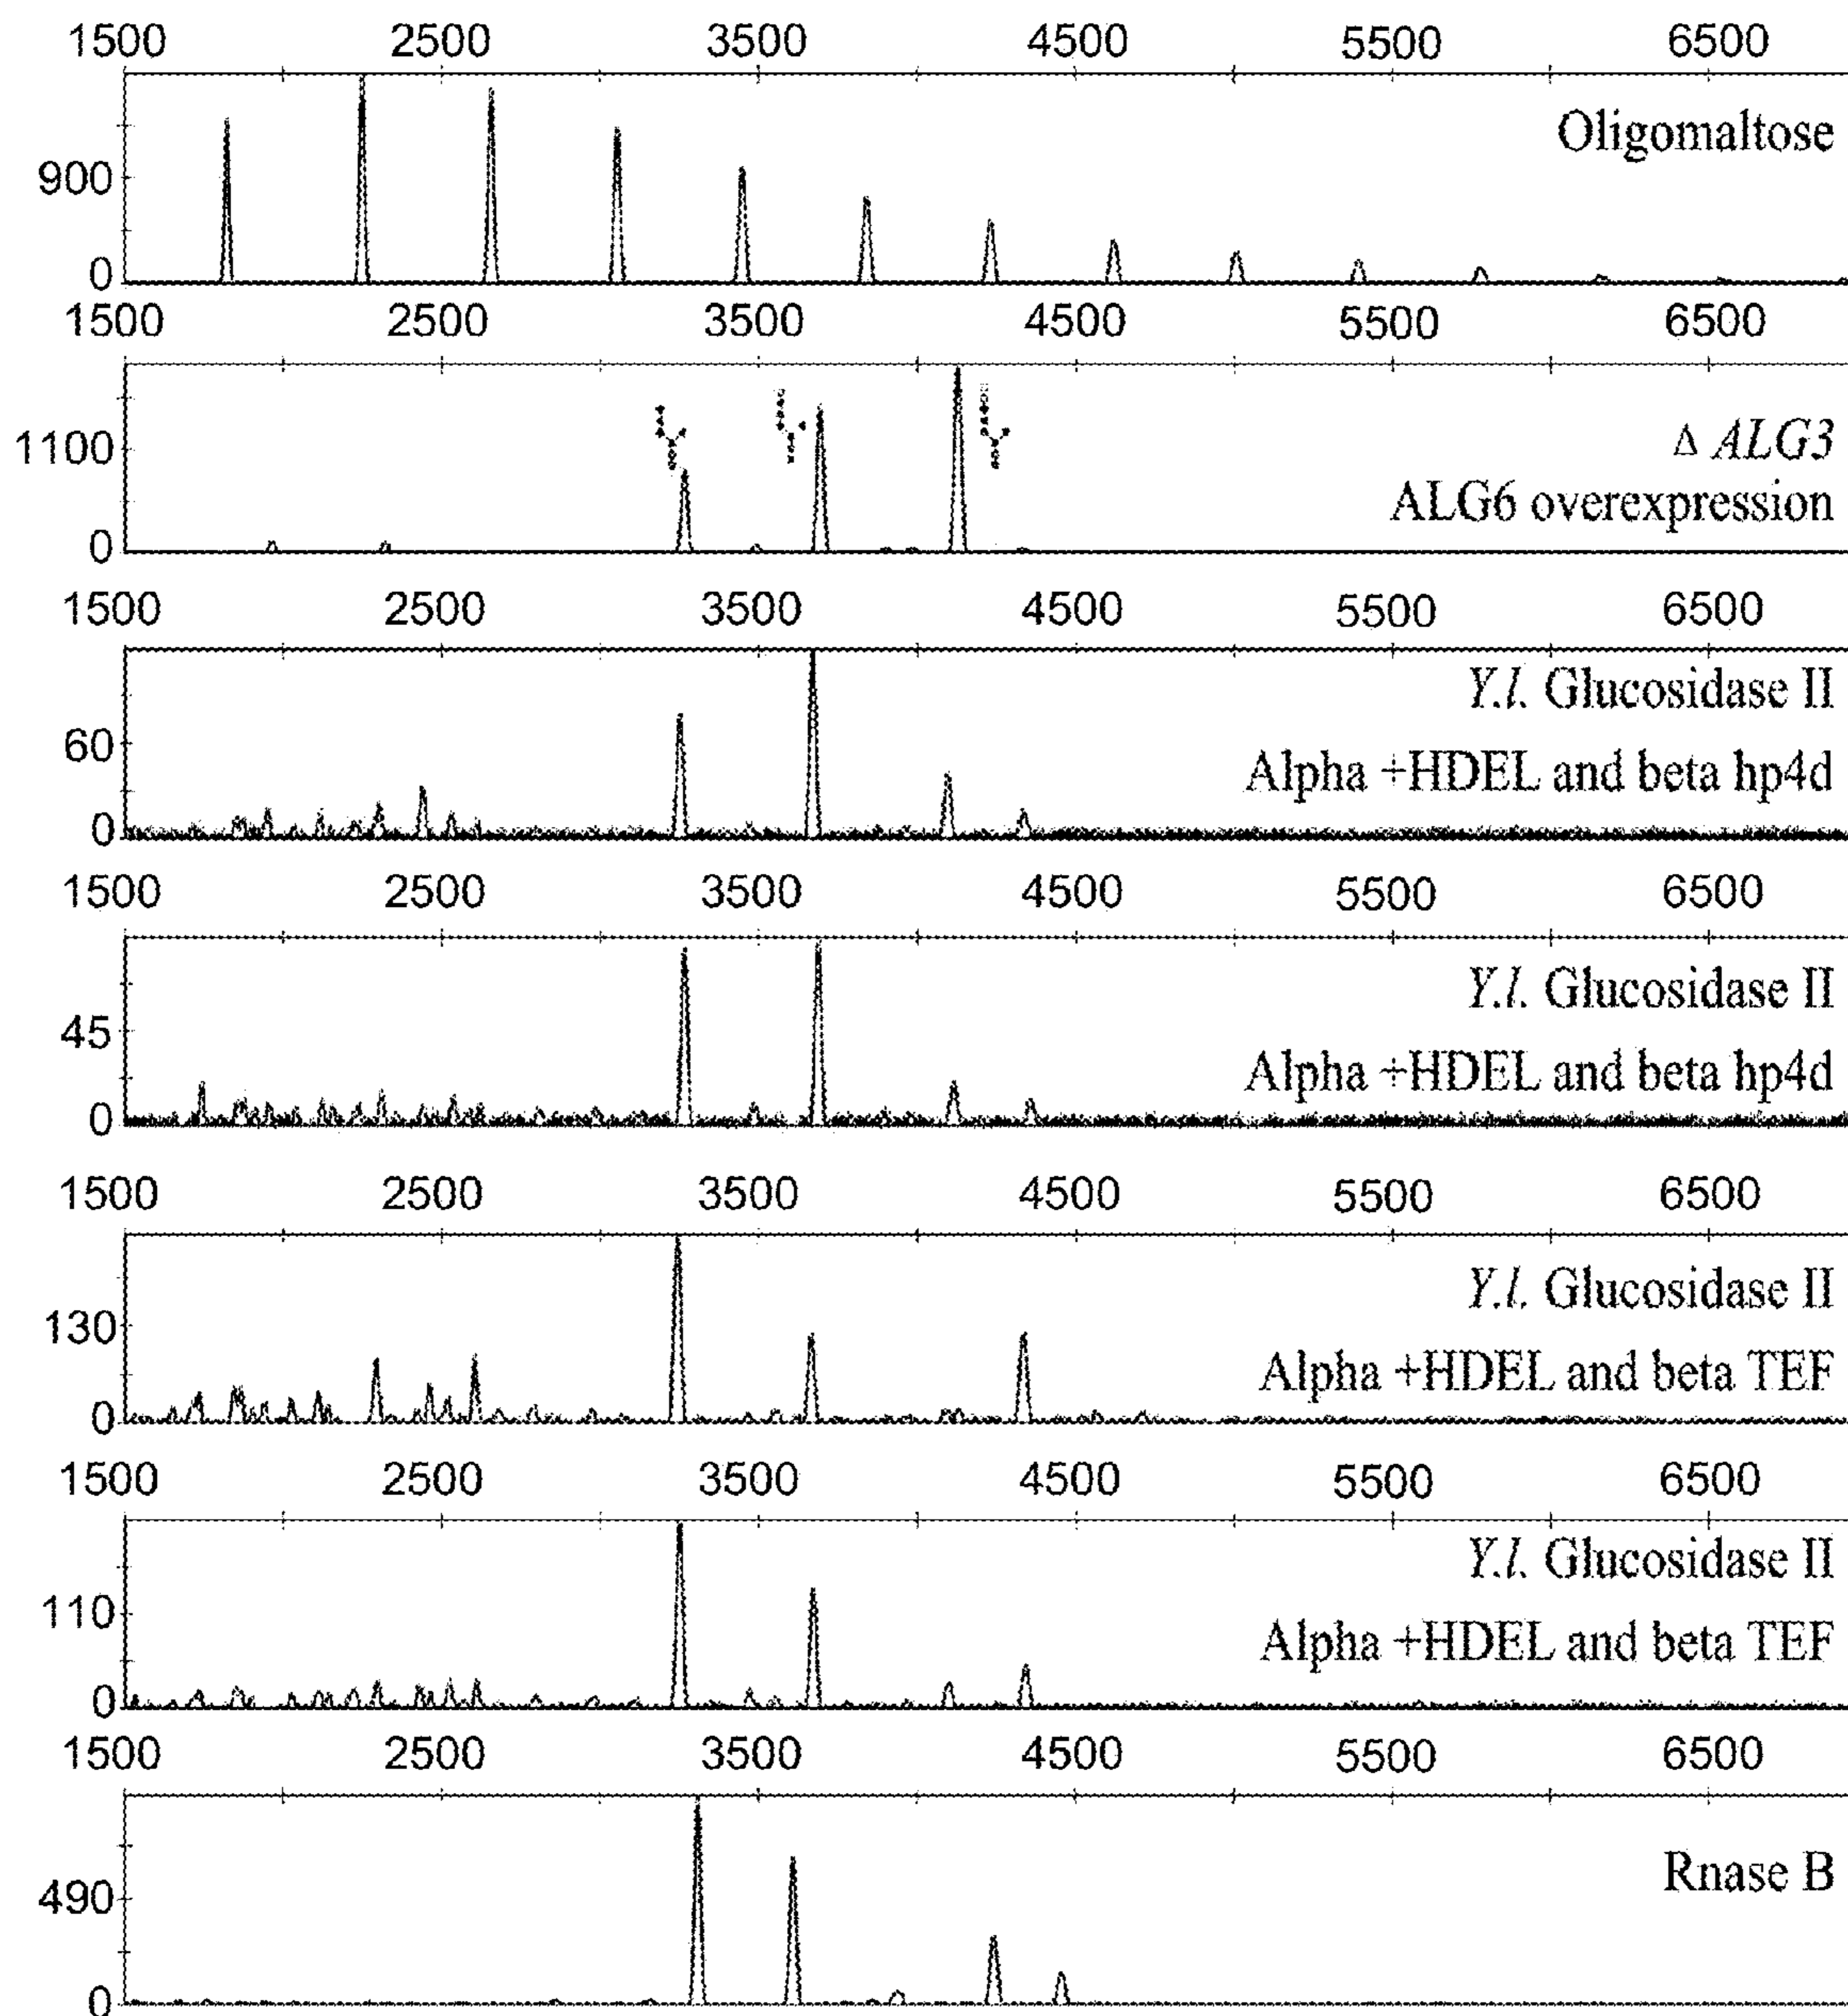 1500 2500 3500 4500 5500 6500
Oligomaltose
900
0
1500 2500 3500 4500 5500 6500
1100
Δ ALG3
ALG6 overexpression
0
1500 2500 3500 4500 5500 6500
Y.l. Glucosidase II
60
Alpha +HDEL and beta hp4d
0
1500 2500 3500 4500 5500 6500
Y.l. Glucosidase II
45
Alpha +HDEL and beta hp4d
0
1500 2500 3500 4500 5500 6500
Y.l. Glucosidase II
130
Alpha +HDEL and beta TEF
0
1500 2500 3500 4500 5500 6500
Y.l. Glucosidase II
110
Alpha +HDEL and beta TEF
0
1500 2500 3500 4500 5500 6500
Rnase B
490
0